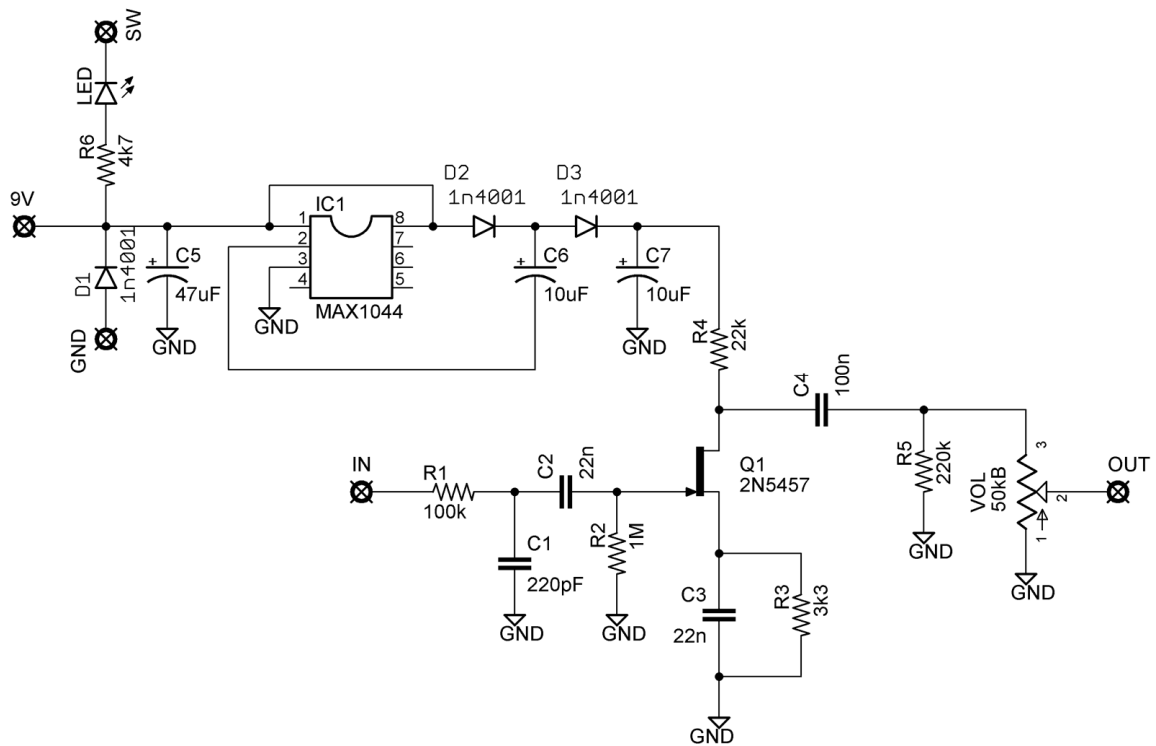 SW
LED
R6
4k7
9V
D1
1n4001
GND
C5
47uF
GND
IC1
1
2
3
4
8
7
6
5
MAX1044
GND
D2
1n4001
D3
1n4001
C6
10uF
C7
10uF
GND
R4
22k
C4
100n
IN
R1
100k
C2
22n
C1
220pF
GND
R2
1M
GND
Q1
2N5457
C3
22n
R3
3k3
GND
R5
220k
GND
VOL
50kB
3
2
1
OUT
GND